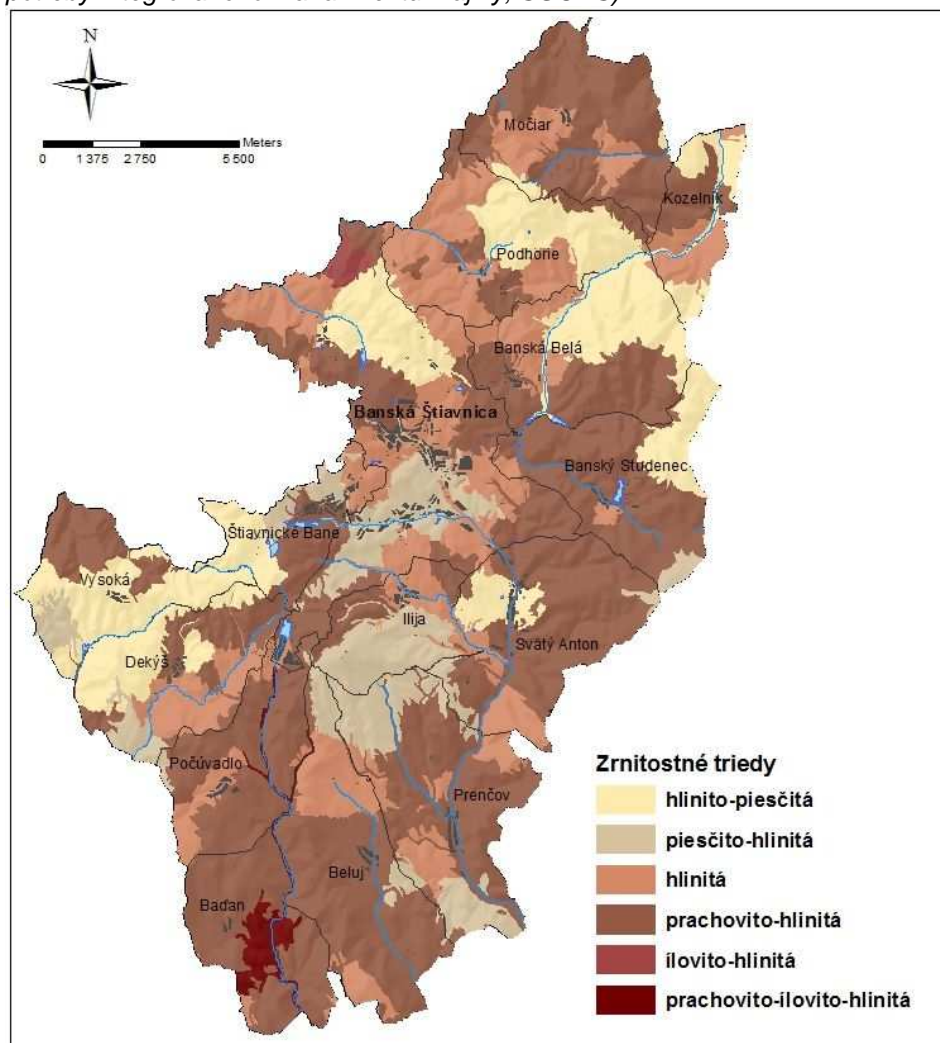 potreby
N
Meters
0 1 375 2 750 5 500
Močiar
Kozelník
Podhorie
Banská Belá
Banská Štiavnica
Banský Studenec
Štiavnické Bane
Vysoká
Ilija
Svätý Anton
Dekýš
Počúvadlo
Prenčov
Beluj
Baďan
Zrnitostné triedy
hlinito-piesčitá
piesčito-hlinitá
hlinitá
prachovito-hlinitá
ílovito-hlinitá
prachovito-ílovito-hlinitá